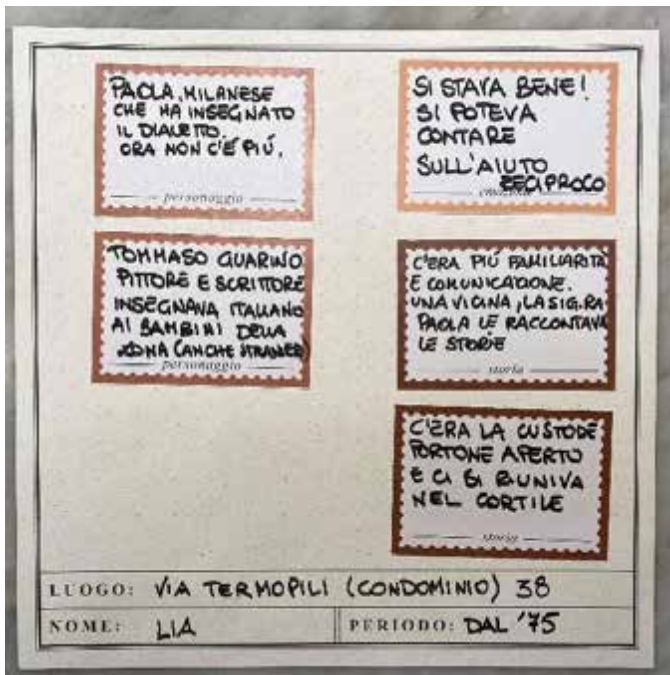 PAOLA, MILANESE
CHE HA INSEGNATO
IL DIALETTO.
ORA NON C'É PIÚ.
personaggio
SI STAVA BENE!
SI POTEVA
CONTARE
SULL'AIUTO
RECIPROCO
emozione
TOMMASO GUARINO
PITTORE E SCRITTORE
INSEGNAVA ITALIANO
AI BAMBINI DELLA
ZONA (ANCHE STRANIERI)
personaggio
C'ERA PIÚ FAMILIARITÀ
E COMUNICAZIONE.
UNA VICINA, LA SIG.RA
PAOLA LE RACCONTAVA
LE STORIE
storia
C'ERA LA CUSTODE
PORTONE APERTO
E CI SI RIUNIVA
NEL CORTILE
storia
LUOGO: VIA TERMOPILI (CONDOMINIO) 38
NOME: LIA PERIODO: DAL '75